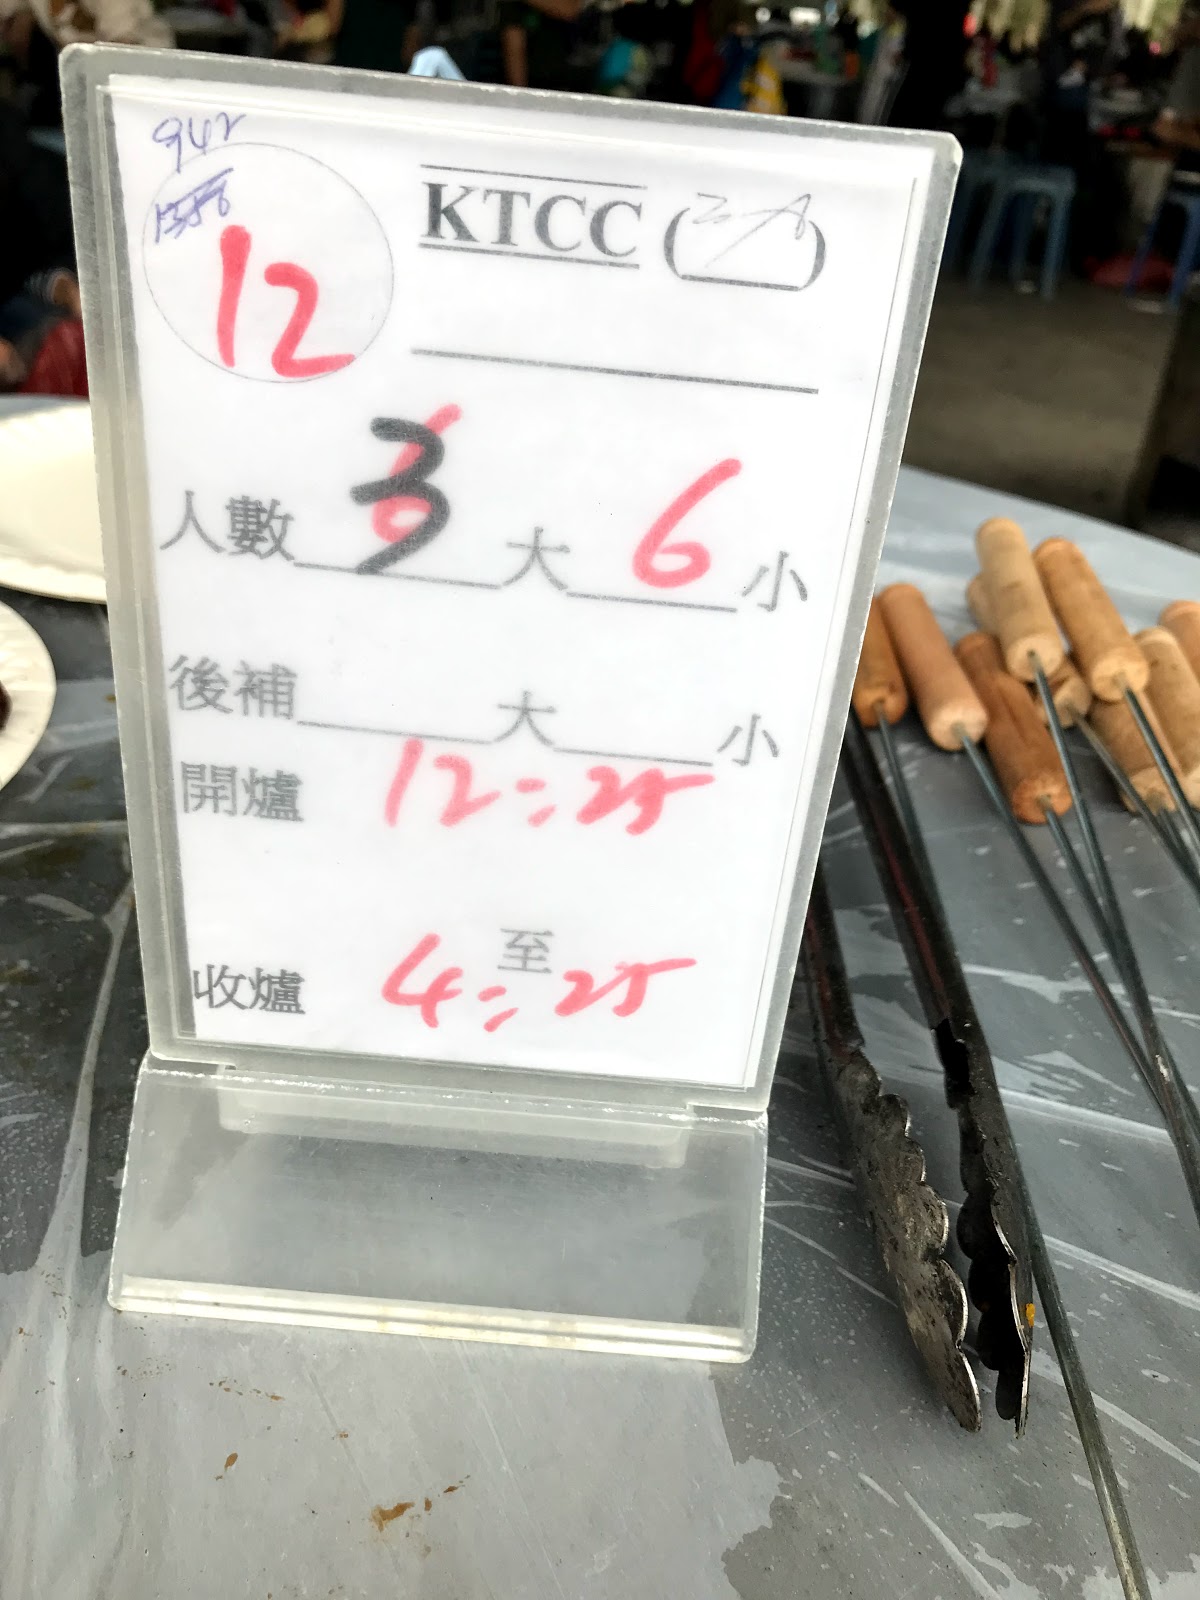 942
12
KTCC ( )
人數 3 大 6 小
後補 大 小
開爐 12:25
至
收爐 4:25